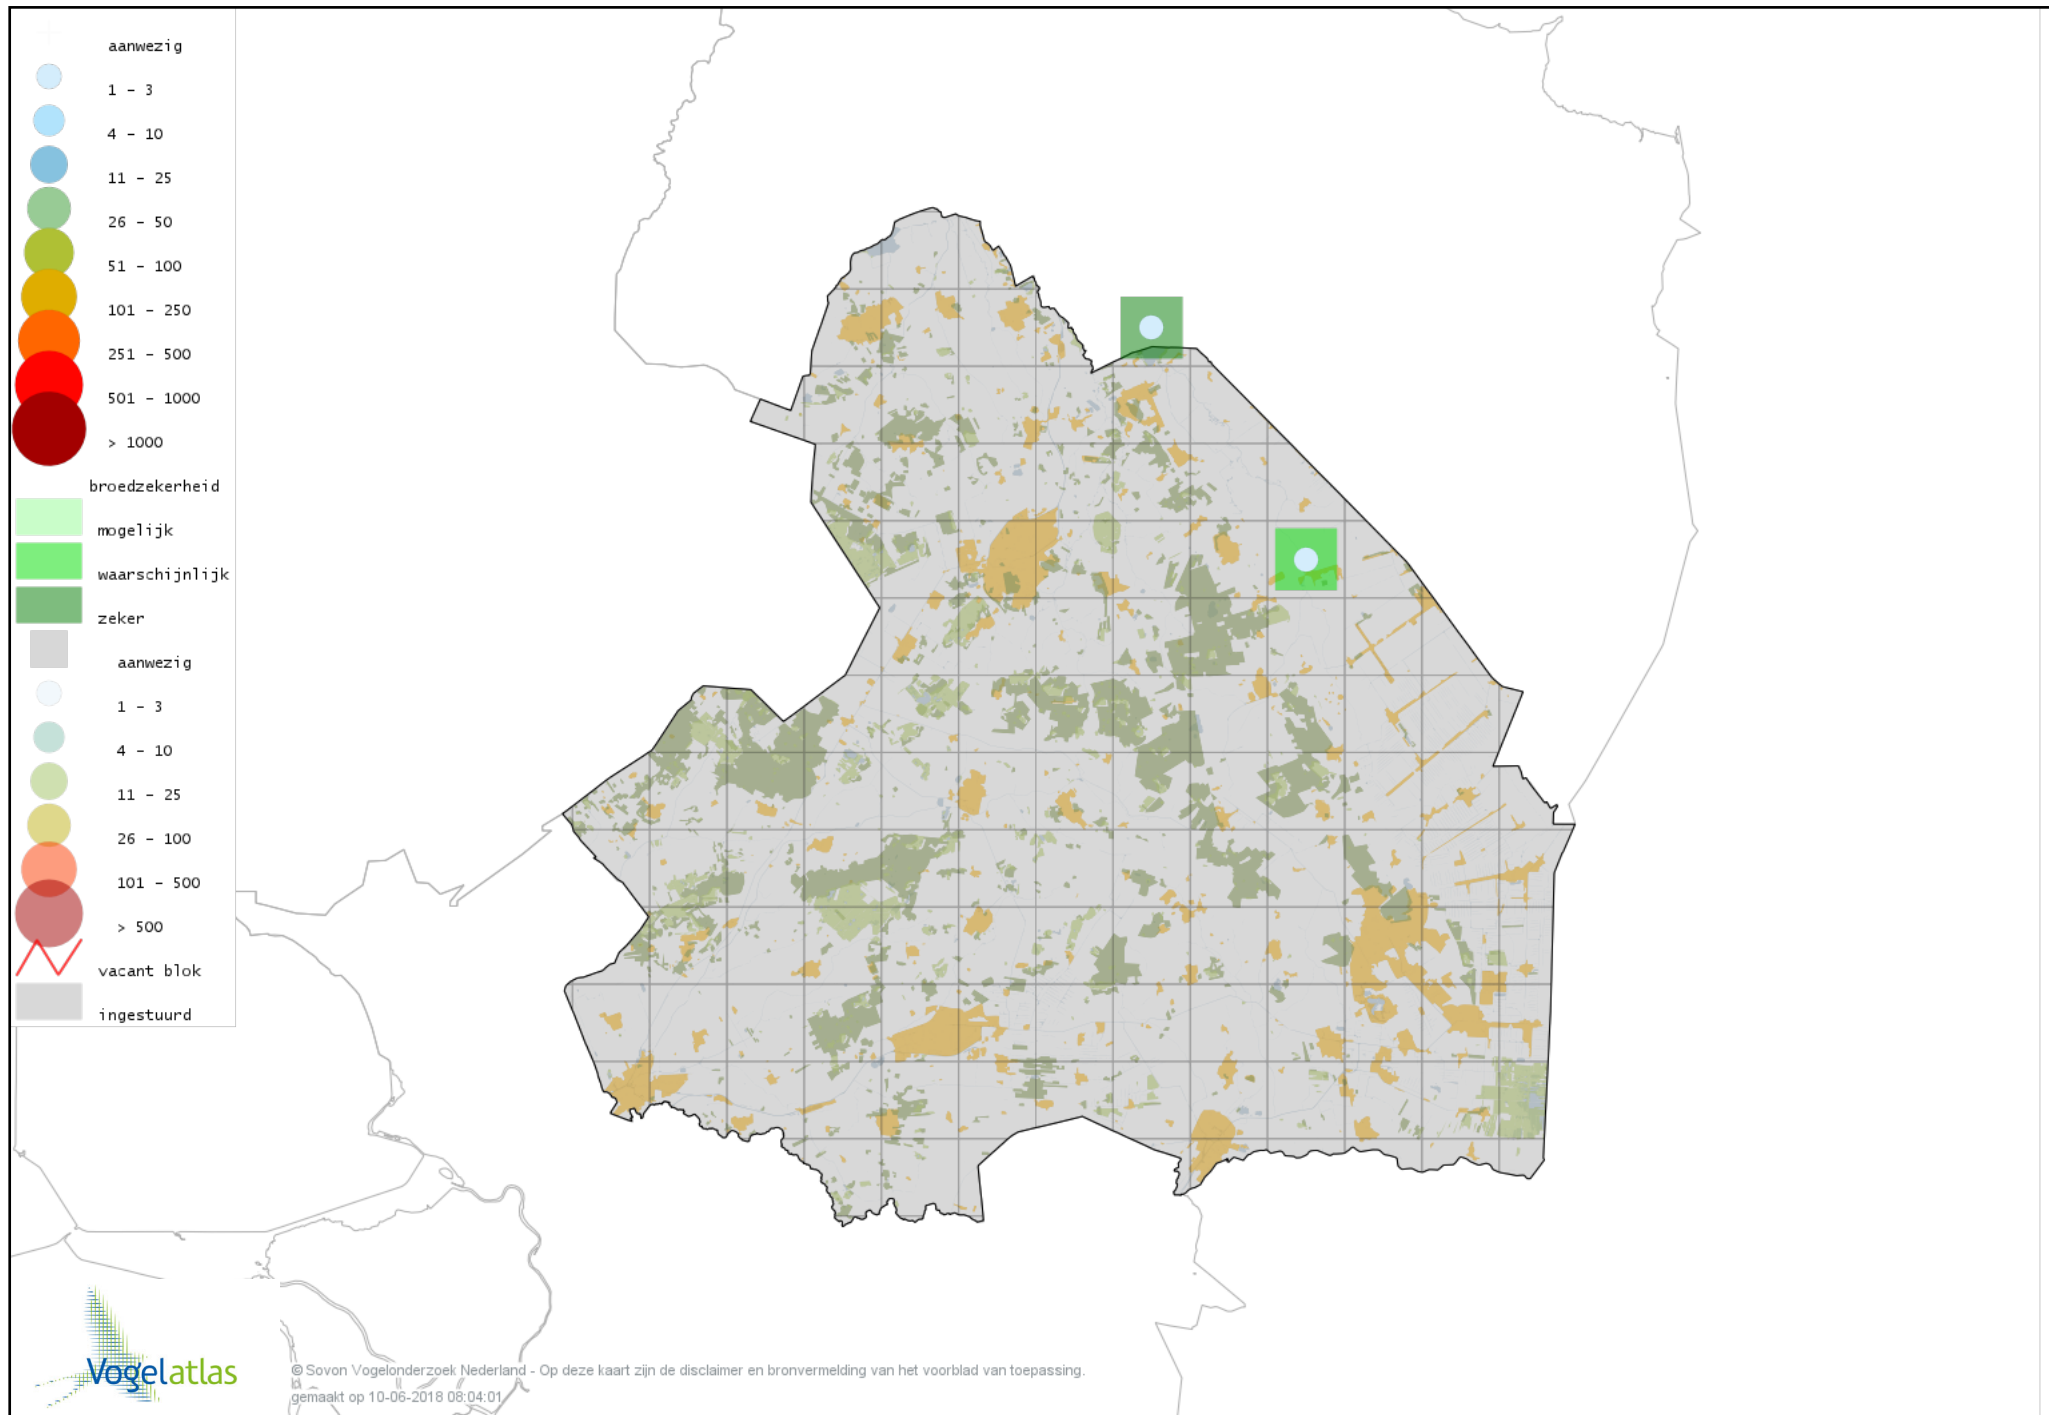 aanwezig
1 - 3
4 - 10
11 - 25
26 - 50
51 - 100
101 - 250
251 - 500
501 - 1000
> 1000
broedzekerheid
mogelijk
waarschijnlijk
zeker
aanwezig
1 - 3
4 - 10
11 - 25
26 - 100
101 - 500
> 500
vacant blok
ingestuurd
Vogelatlas
© Sovon Vogelonderzoek Nederland - Op deze kaart zijn de disclaimer en bronvermelding van het voorblad van toepassing.
gemaakt op 10-06-2018 08:04:01